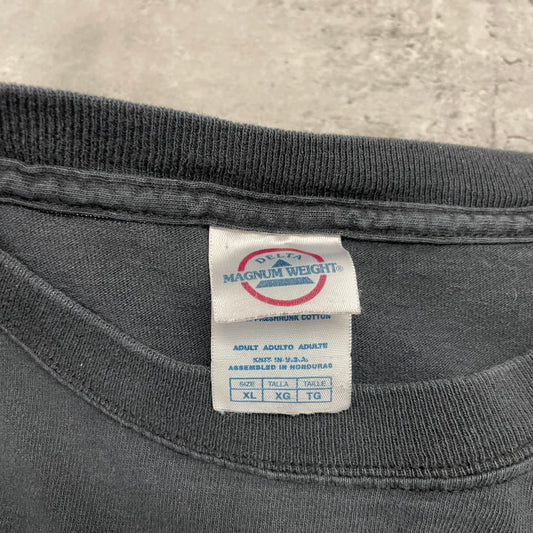 DELTA
MAGNUM WEIGHT®
PRESHRUNK COTTON
ADULT ADULTO ADULTE
KNIT IN U.S.A.
ASSEMBLED IN HONDURAS
SIZE TALLA TAILLE
XL XG TG